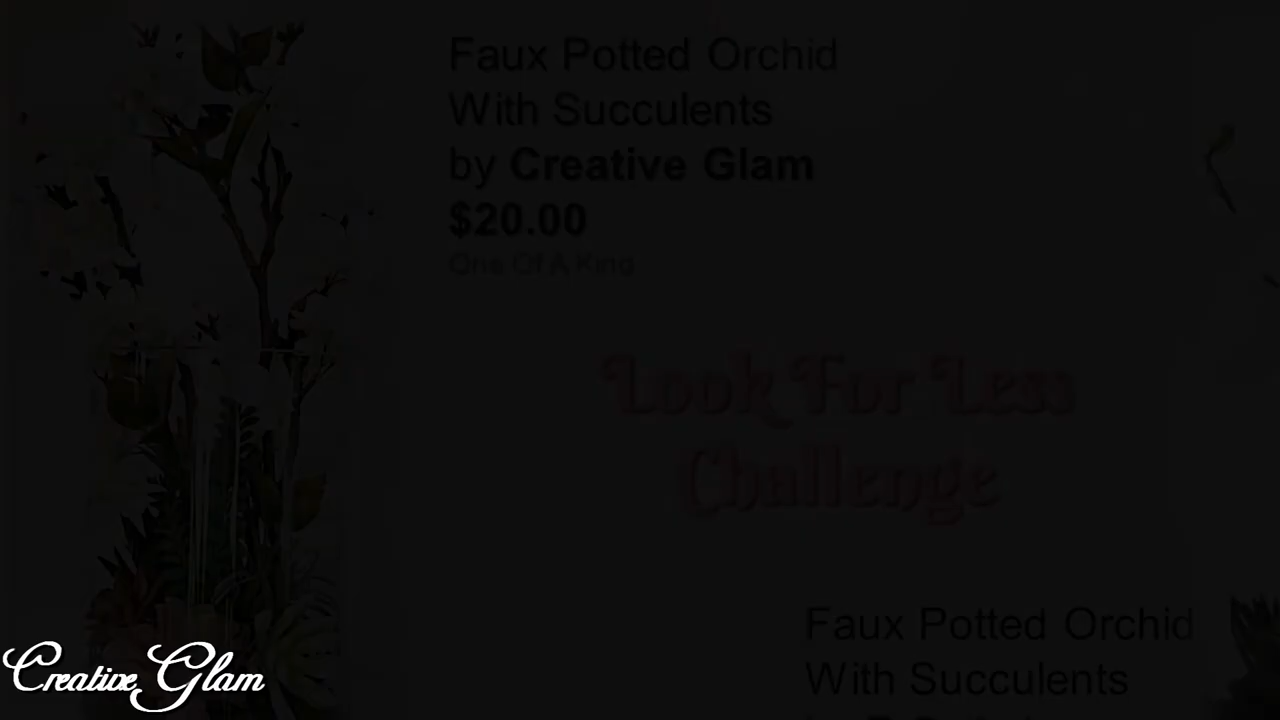 Faux Potted Orchid
With Succulents
by Creative Glam
$20.00
One Of A King
Look For Less
Challenge
Faux Potted Orchid
With Succulents
Creative Glam